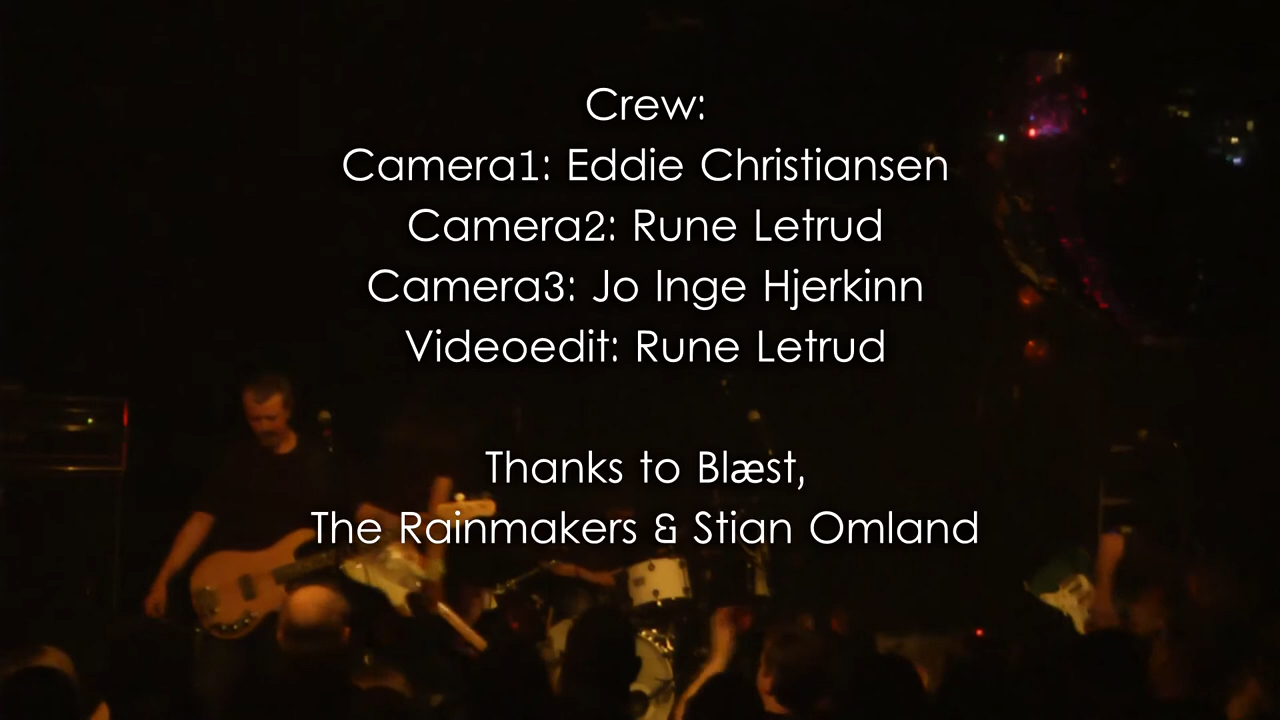 Crew:
Camera1: Eddie Christiansen
Camera2: Rune Letrud
Camera3: Jo Inge Hjerkinn
Videoedit: Rune Letrud
Thanks to Blæst,
The Rainmakers & Stian Omland